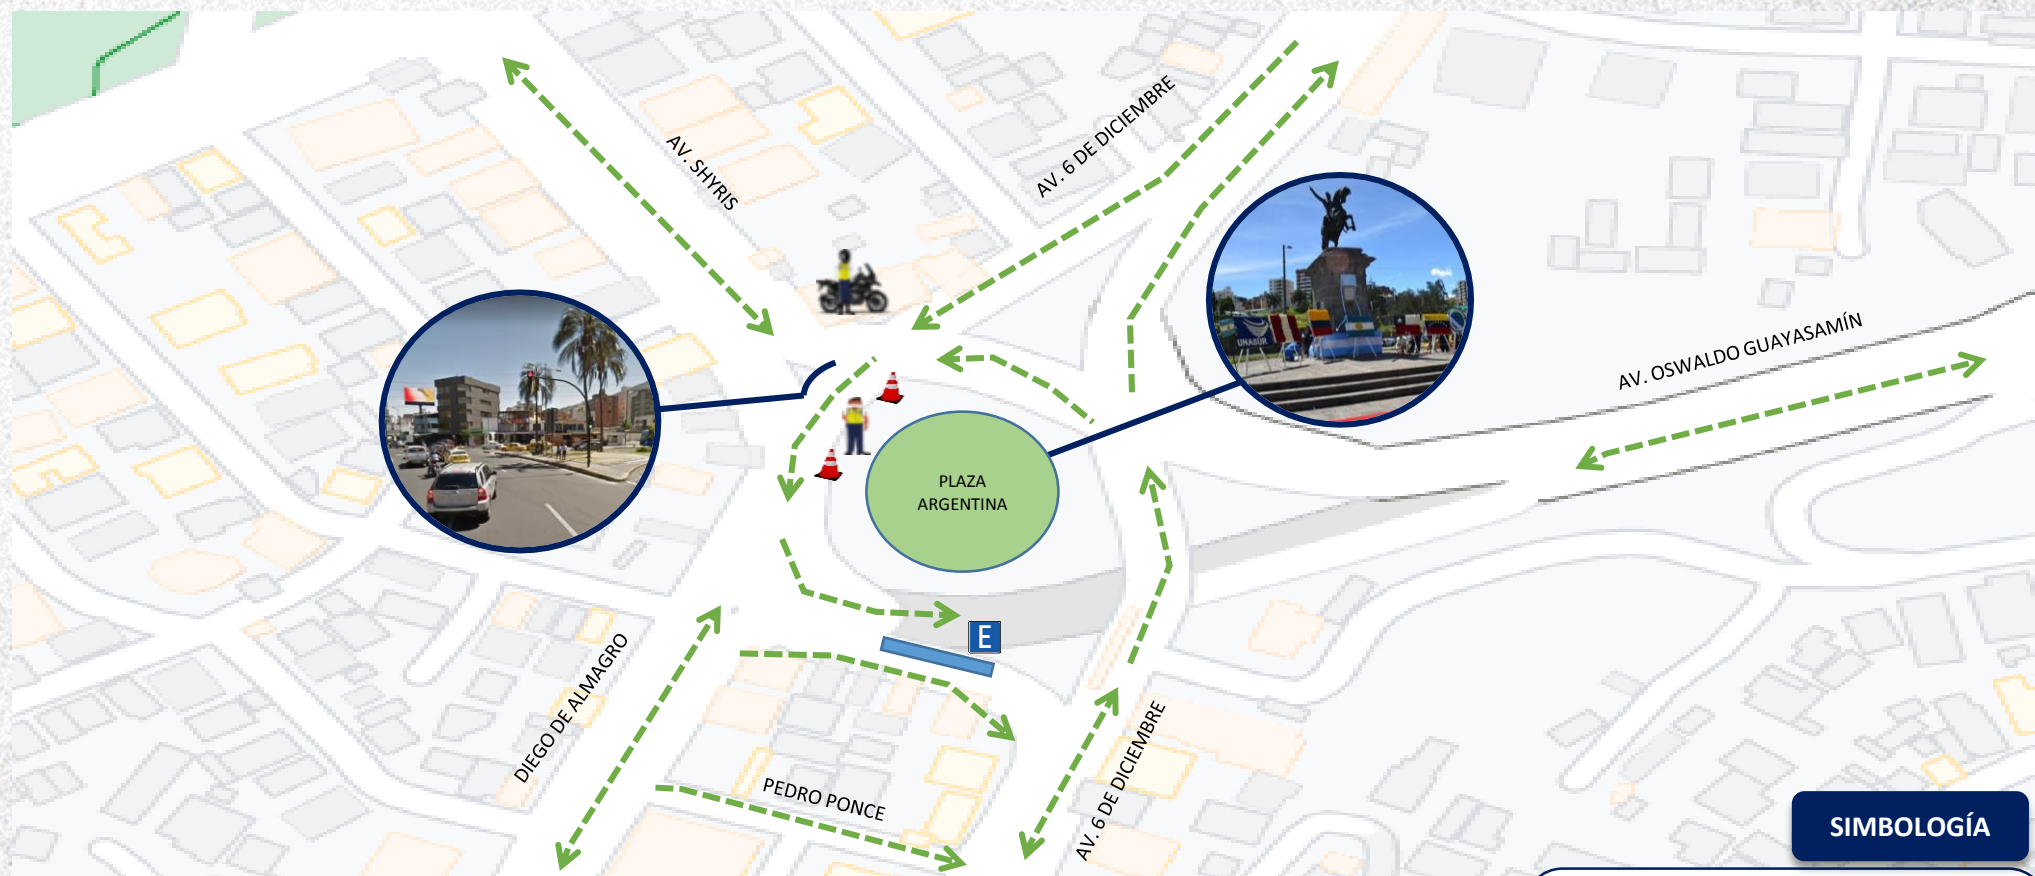 AV. SHYRIS
AV. 6 DE DICIEMBRE
UNASUR
AV. OSWALDO GUAYASAMÍN
PLAZA
ARGENTINA
E
DIEGO DE ALMAGRO
PEDRO PONCE
AV. 6 DE DICIEMBRE
SIMBOLOGÍA